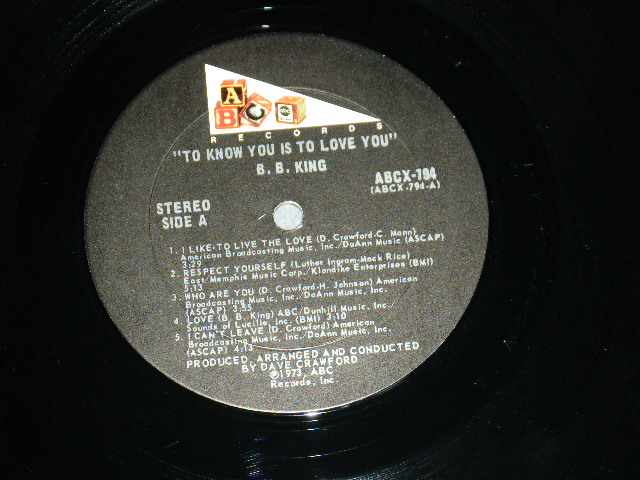 A
B C abc
RECORDS
"TO KNOW YOU IS TO LOVE YOU"
B. B. KING
ABCX-794
(ABCX-794-A)
STEREO
SIDE A
1. I LIKE TO LIVE THE LOVE (D. Crawford-C. Mann)
American Broadcasting Music, Inc./DaAnn Music (ASCAP)
3:29
2. RESPECT YOURSELF (Luther Ingram-Mack Rice)
East/Memphis Music Corp./Klondike Enterprises (BMI)
5:13
3. WHO ARE YOU (D. Crawford-H. Johnson) American
Broadcasting Music, Inc./DaAnn Music, Inc.
(ASCAP) 3:55
4. LOVE (B. B. King) ABC/Dunhill Music, Inc./
Sounds of Lucille, Inc. (BMI) 3:10
5. I CAN'T LEAVE (D. Crawford) American
Broadcasting Music, Inc./DaAnn Music, Inc.
(ASCAP) 4:13
PRODUCED, ARRANGED AND CONDUCTED
BY DAVE CRAWFORD
℗1973, ABC
Records, Inc.